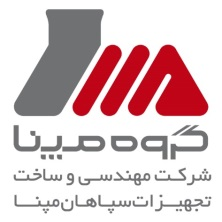 گروه مپنا
شرکت مهندسی و ساخت
تجهیزات سپاهان مپنا